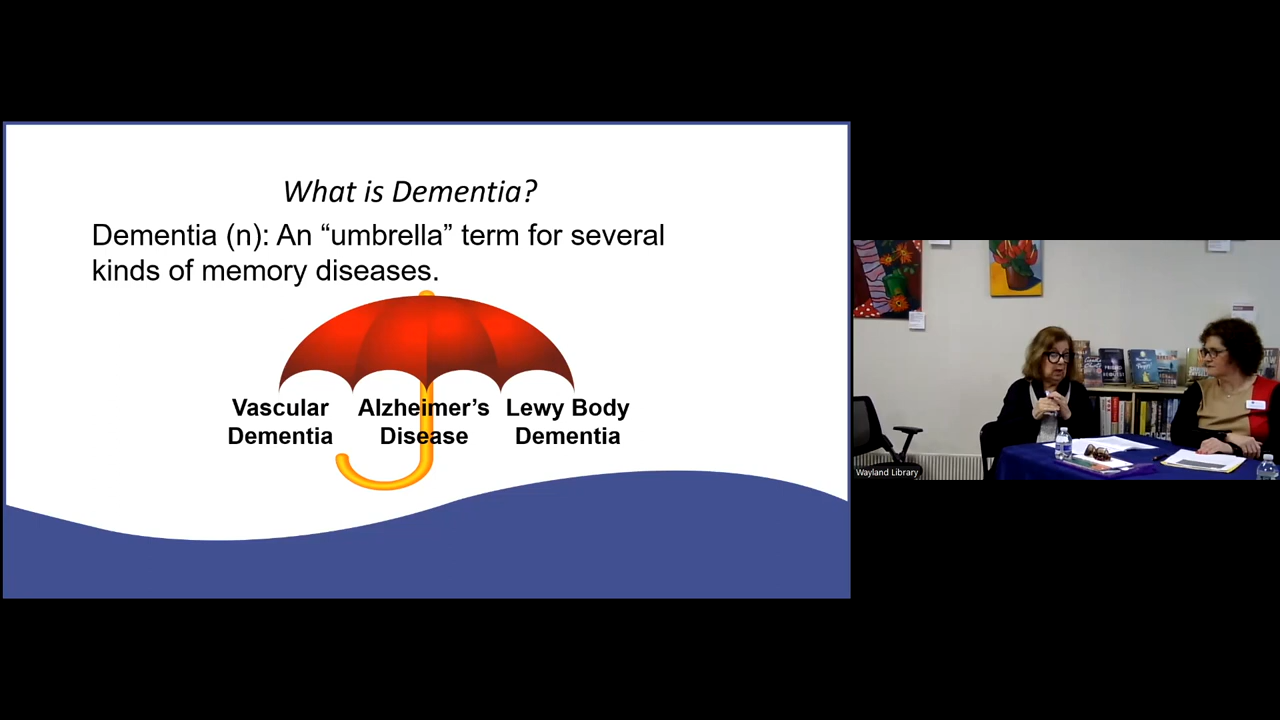 What is Dementia?
Dementia (n): An “umbrella” term for several
kinds of memory diseases.
Vascular
Dementia
Alzheimer’s
Disease
Lewy Body
Dementia
Wayland Library